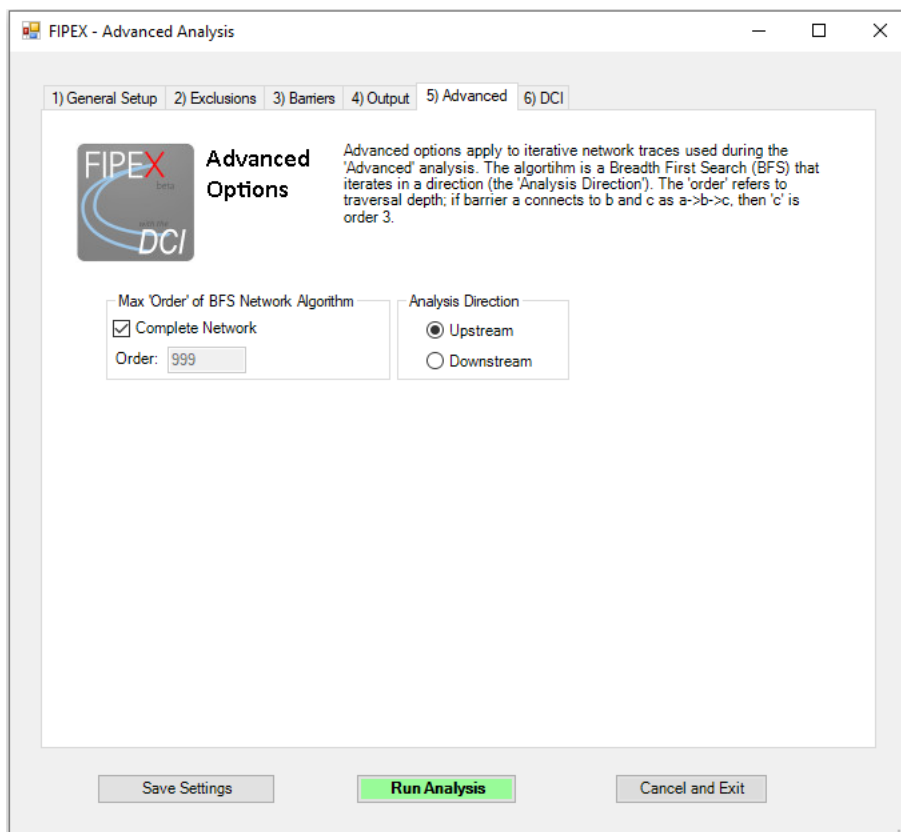 FIPEX - Advanced Analysis
1) General Setup 2) Exclusions 3) Barriers 4) Output 5) Advanced 6) DCI
FIPEX
beta
with the
DCI
Advanced
Options
Advanced options apply to iterative network traces used during the
'Advanced' analysis. The algortihm is a Breadth First Search (BFS) that
iterates in a direction (the 'Analysis Direction'). The 'order' refers to
traversal depth; if barrier a connects to b and c as a->b->c, then 'c' is
order 3.
Max 'Order' of BFS Network Algorithm
Complete Network
Order: 999
Analysis Direction
Upstream
Downstream
Save Settings Run Analysis Cancel and Exit